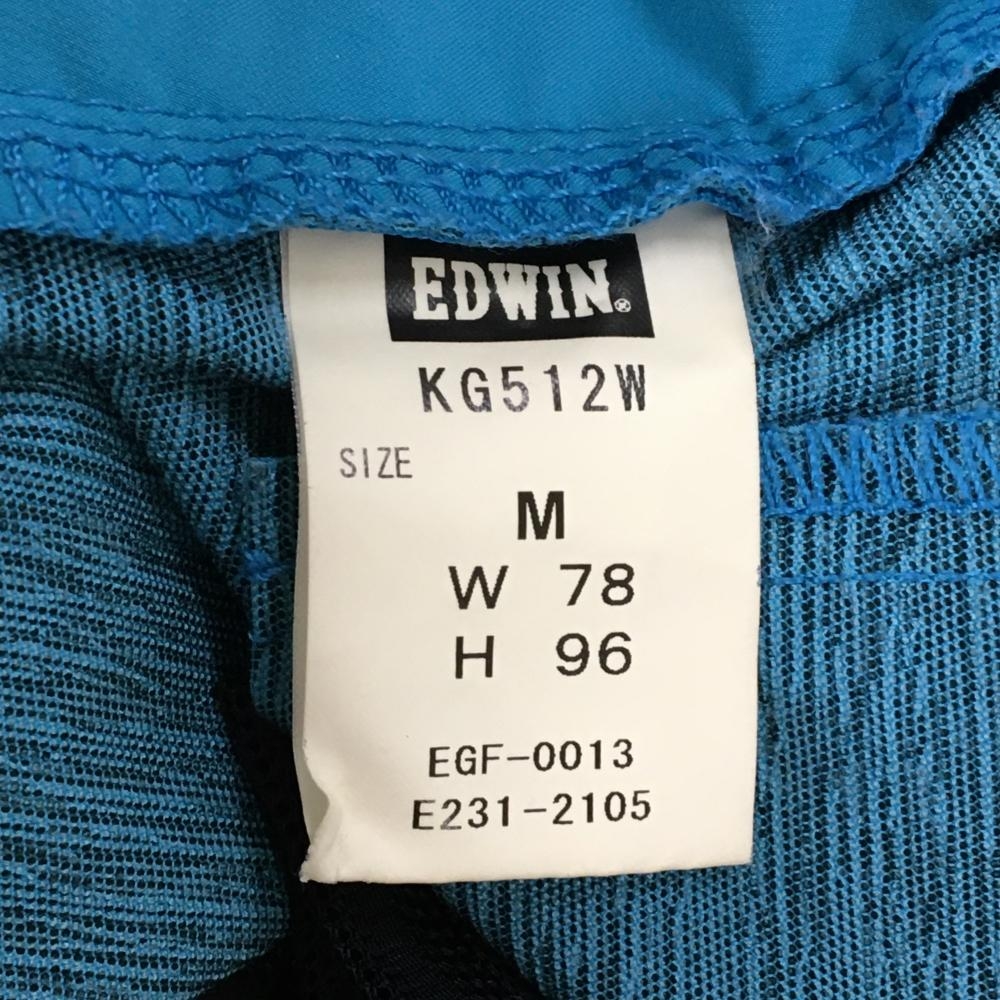 EDWIN.®
KG512W
SIZE
M
W 78
H 96
EGF-0013
E231-2105